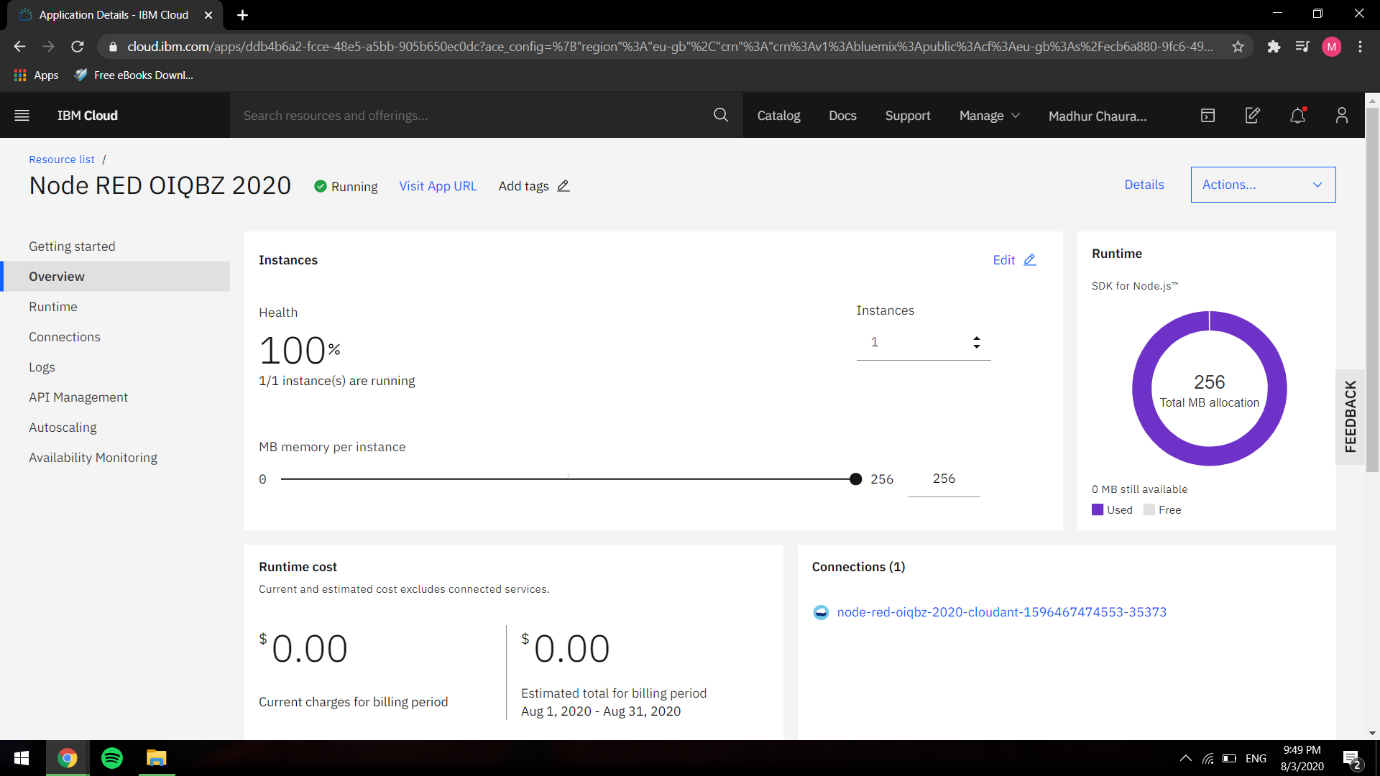 Application Details - IBM Cloud
cloud.ibm.com/apps/ddb4b6a2-fcce-48e5-a5bb-905b650ec0dc?ace_config=%7B"region"%3A"eu-gb"%2C"crn"%3A"crn%3Av1%3Abluemix%3Apublic%3Acf%3Aeu-gb%3As%2Fecb6a880-9fc6-49...
M
Apps Free eBooks Downl...
IBM Cloud Search resources and offerings... Catalog Docs Support Manage Madhur Chaura...
Resource list /
Node RED OIQBZ 2020 Running Visit App URL Add tags Details Actions...
Getting started
Overview
Runtime
Connections
Logs
API Management
Autoscaling
Availability Monitoring
Instances Edit
Health
100%
1/1 instance(s) are running
Instances
1
MB memory per instance
0 256 256
Runtime
SDK for Node.js™
256
Total MB allocation
0 MB still available
Used Free
FEEDBACK
Runtime cost
Current and estimated cost excludes connected services.
$0.00
Current charges for billing period
$0.00
Estimated total for billing period
Aug 1, 2020 - Aug 31, 2020
Connections (1)
node-red-oiqbz-2020-cloudant-1596467474553-35373
ENG
9:49 PM
8/3/2020
2